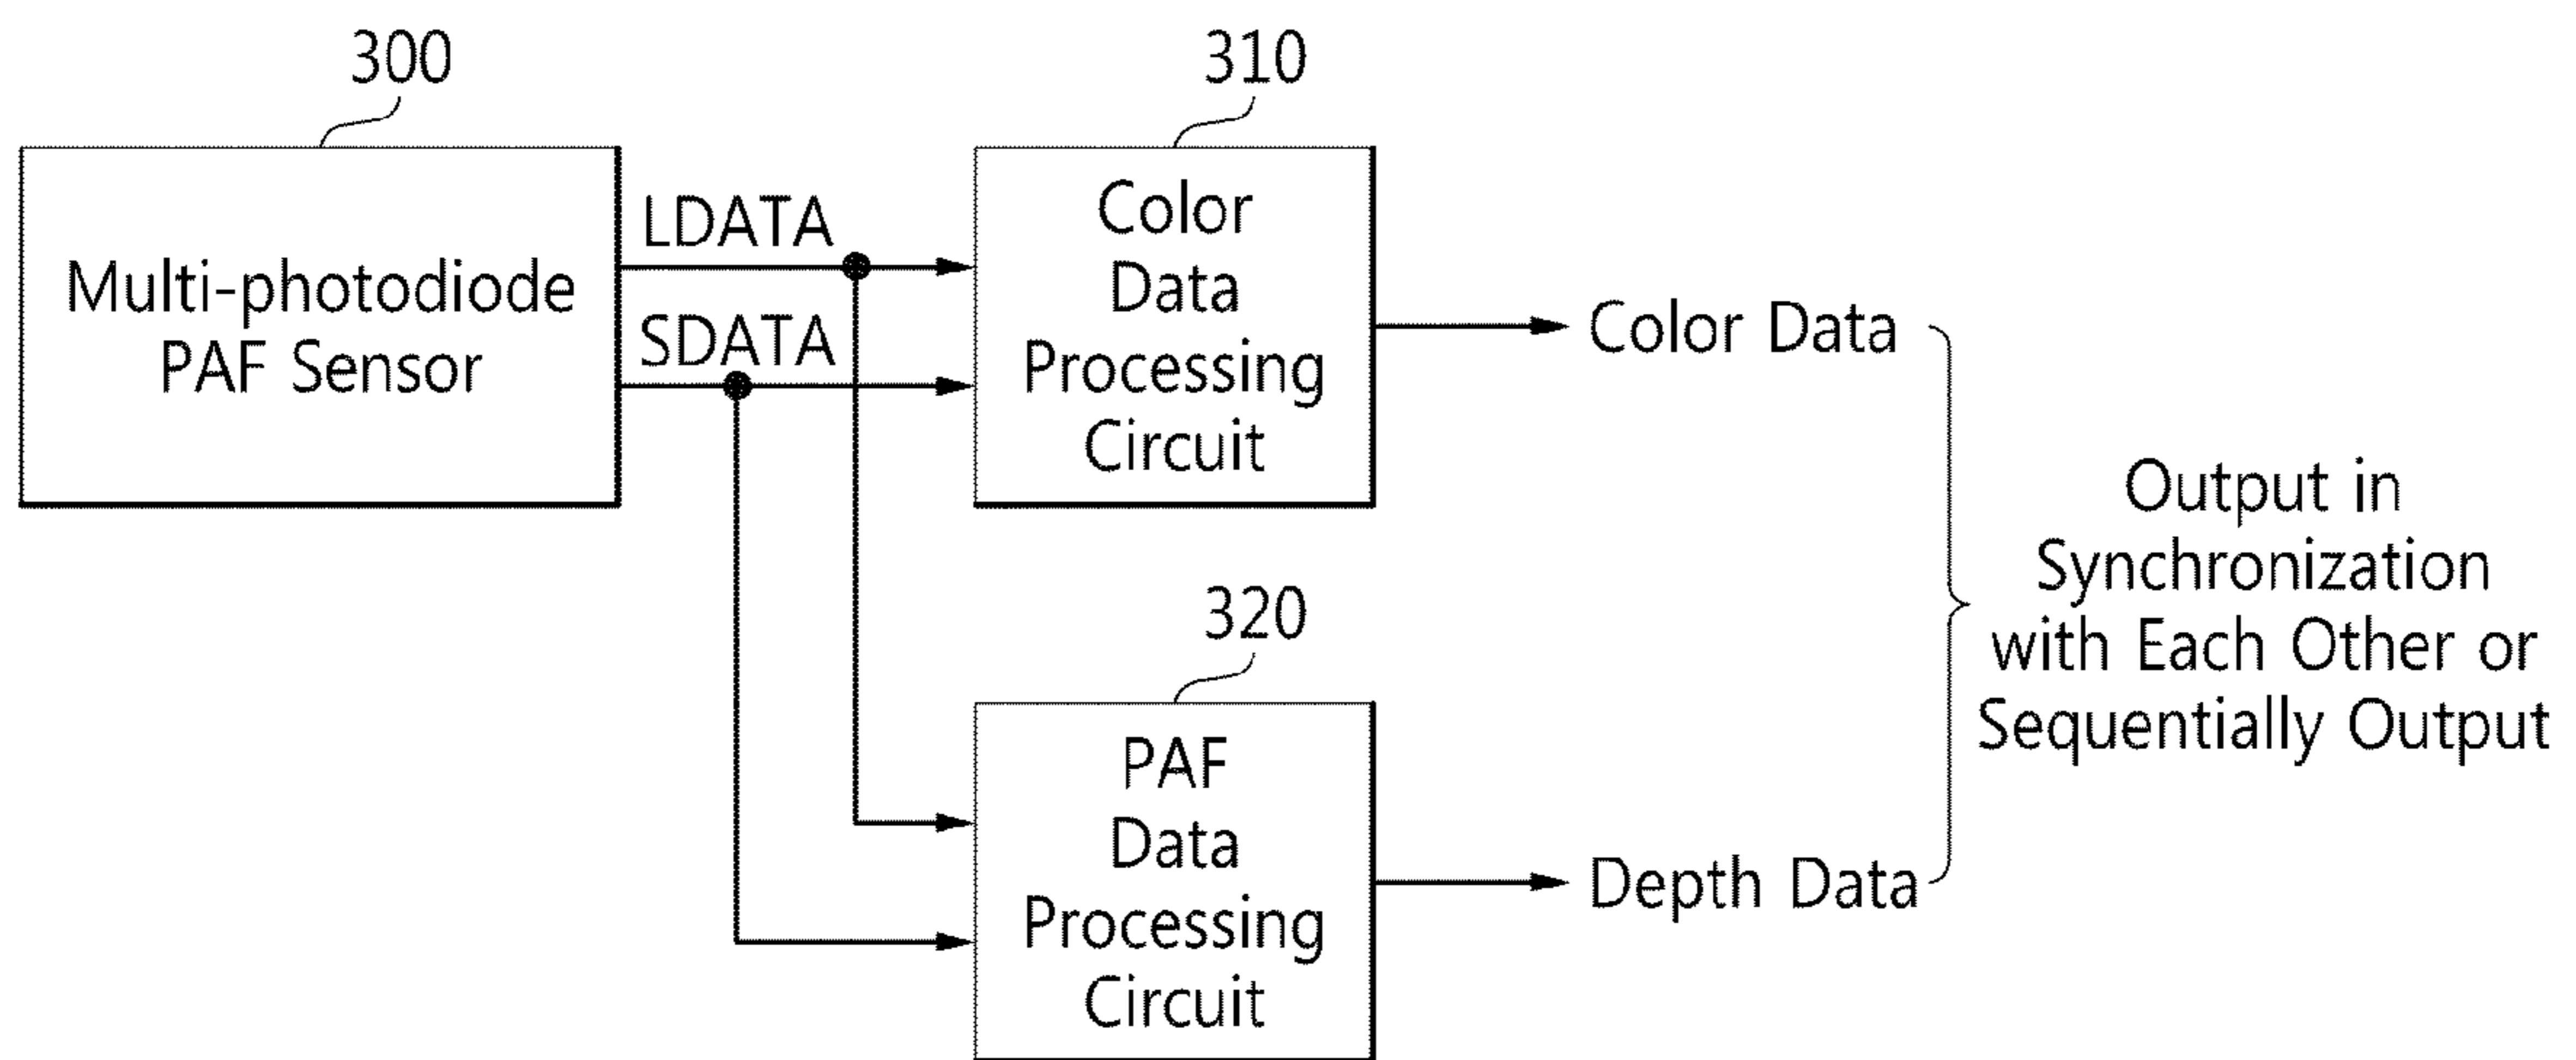 300
310
Multi-photodiode
PAF Sensor
LDATA
SDATA
Color
Data
Processing
Circuit
Color Data
320
PAF
Data
Processing
Circuit
Depth Data
Output in
Synchronization
with Each Other or
Sequentially Output